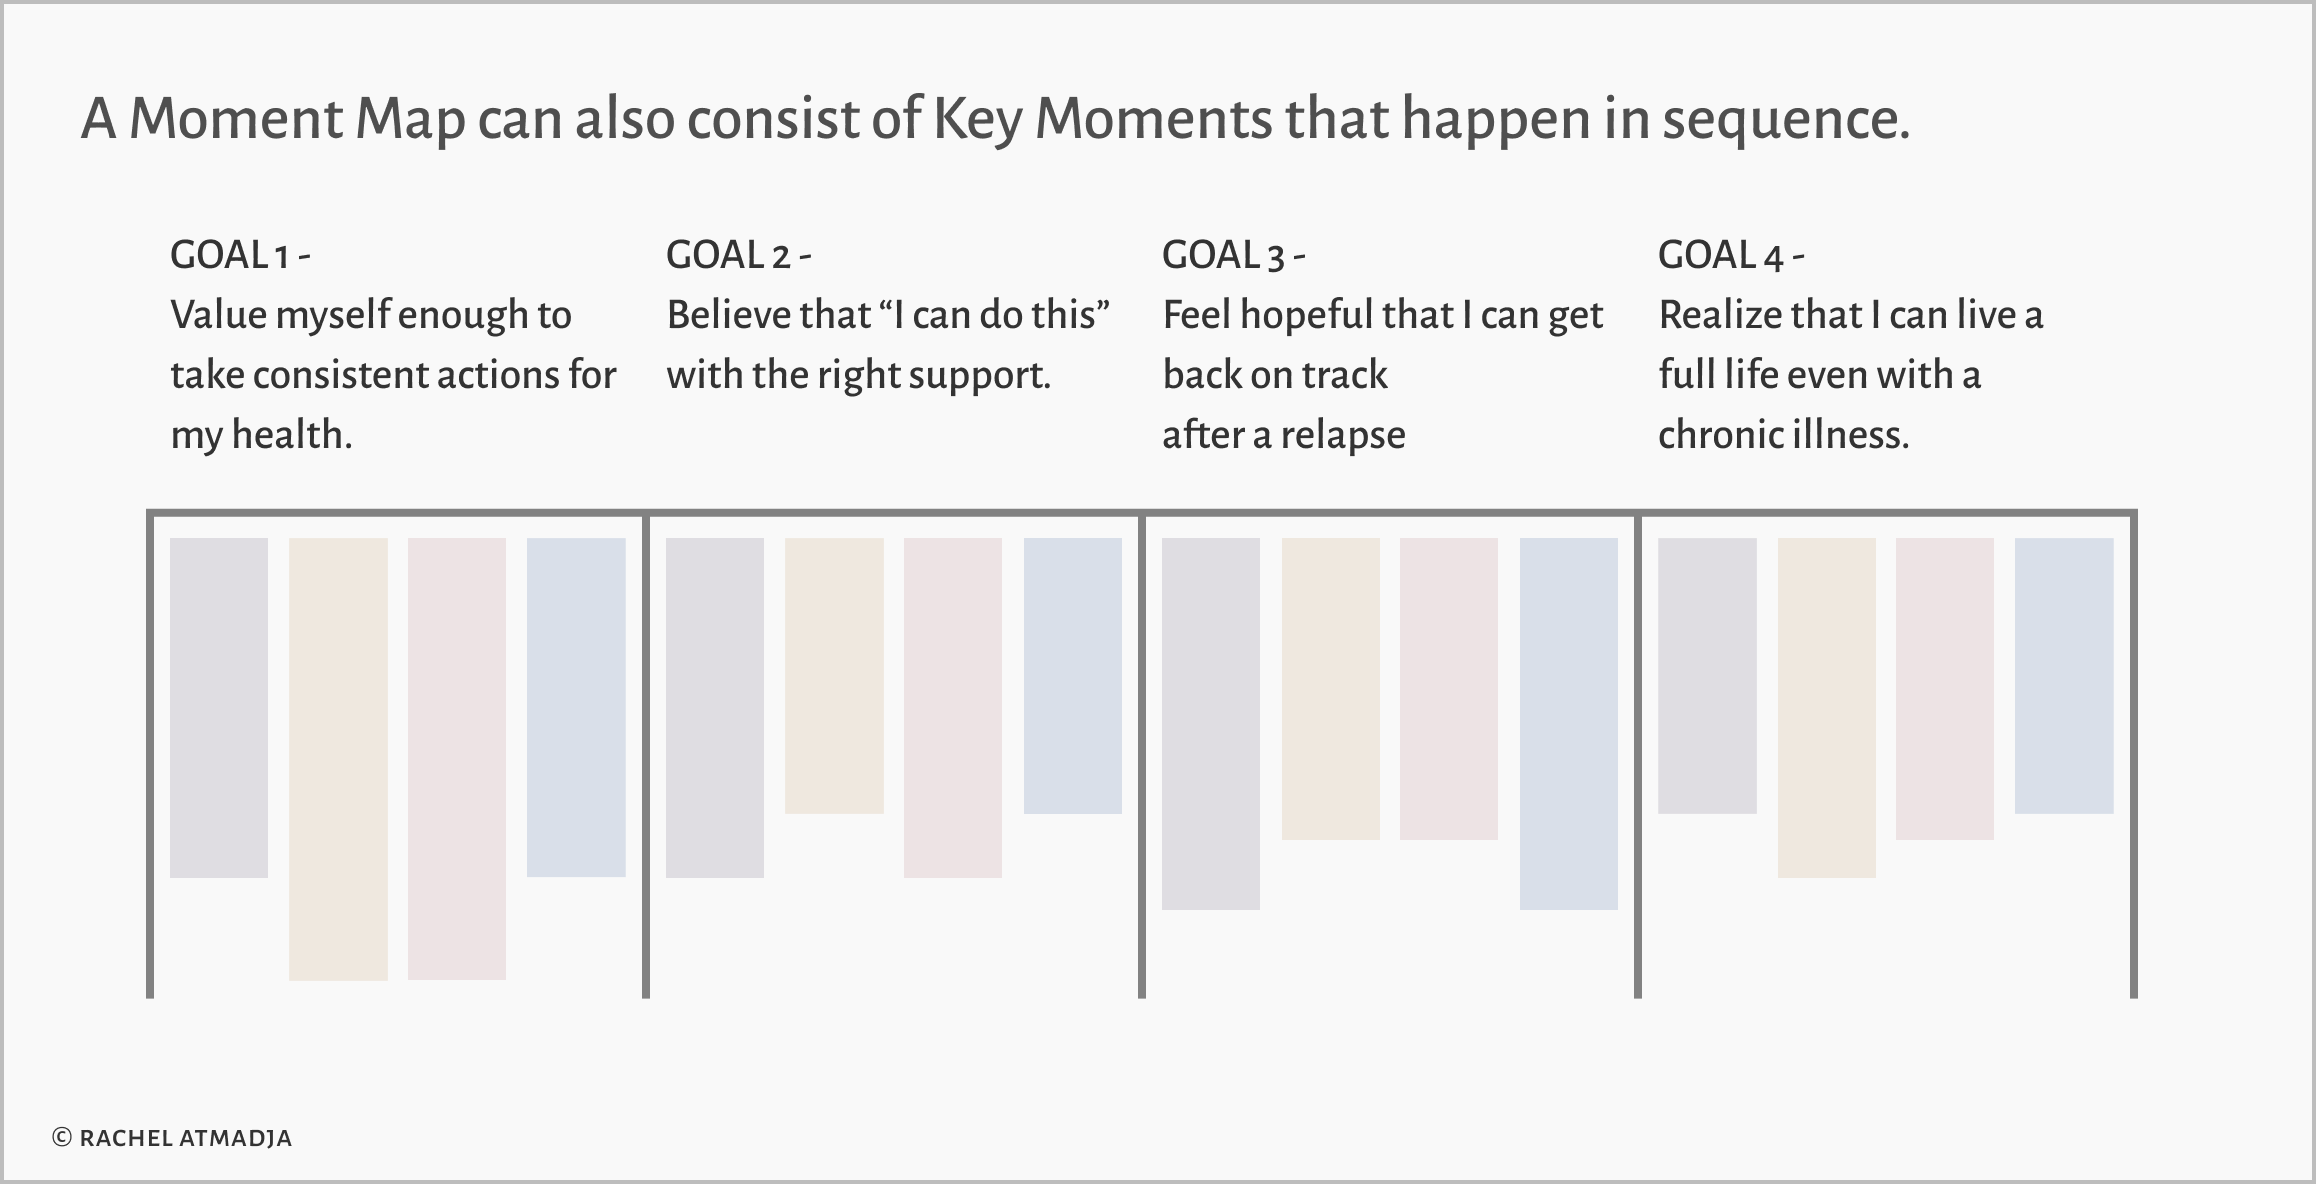 A Moment Map can also consist of Key Moments that happen in sequence.
GOAL 1 -
Value myself enough to
take consistent actions for
my health.
GOAL 2 -
Believe that “I can do this”
with the right support.
GOAL 3 -
Feel hopeful that I can get
back on track
after a relapse
GOAL 4 -
Realize that I can live a
full life even with a
chronic illness.
© RACHEL ATMADJA